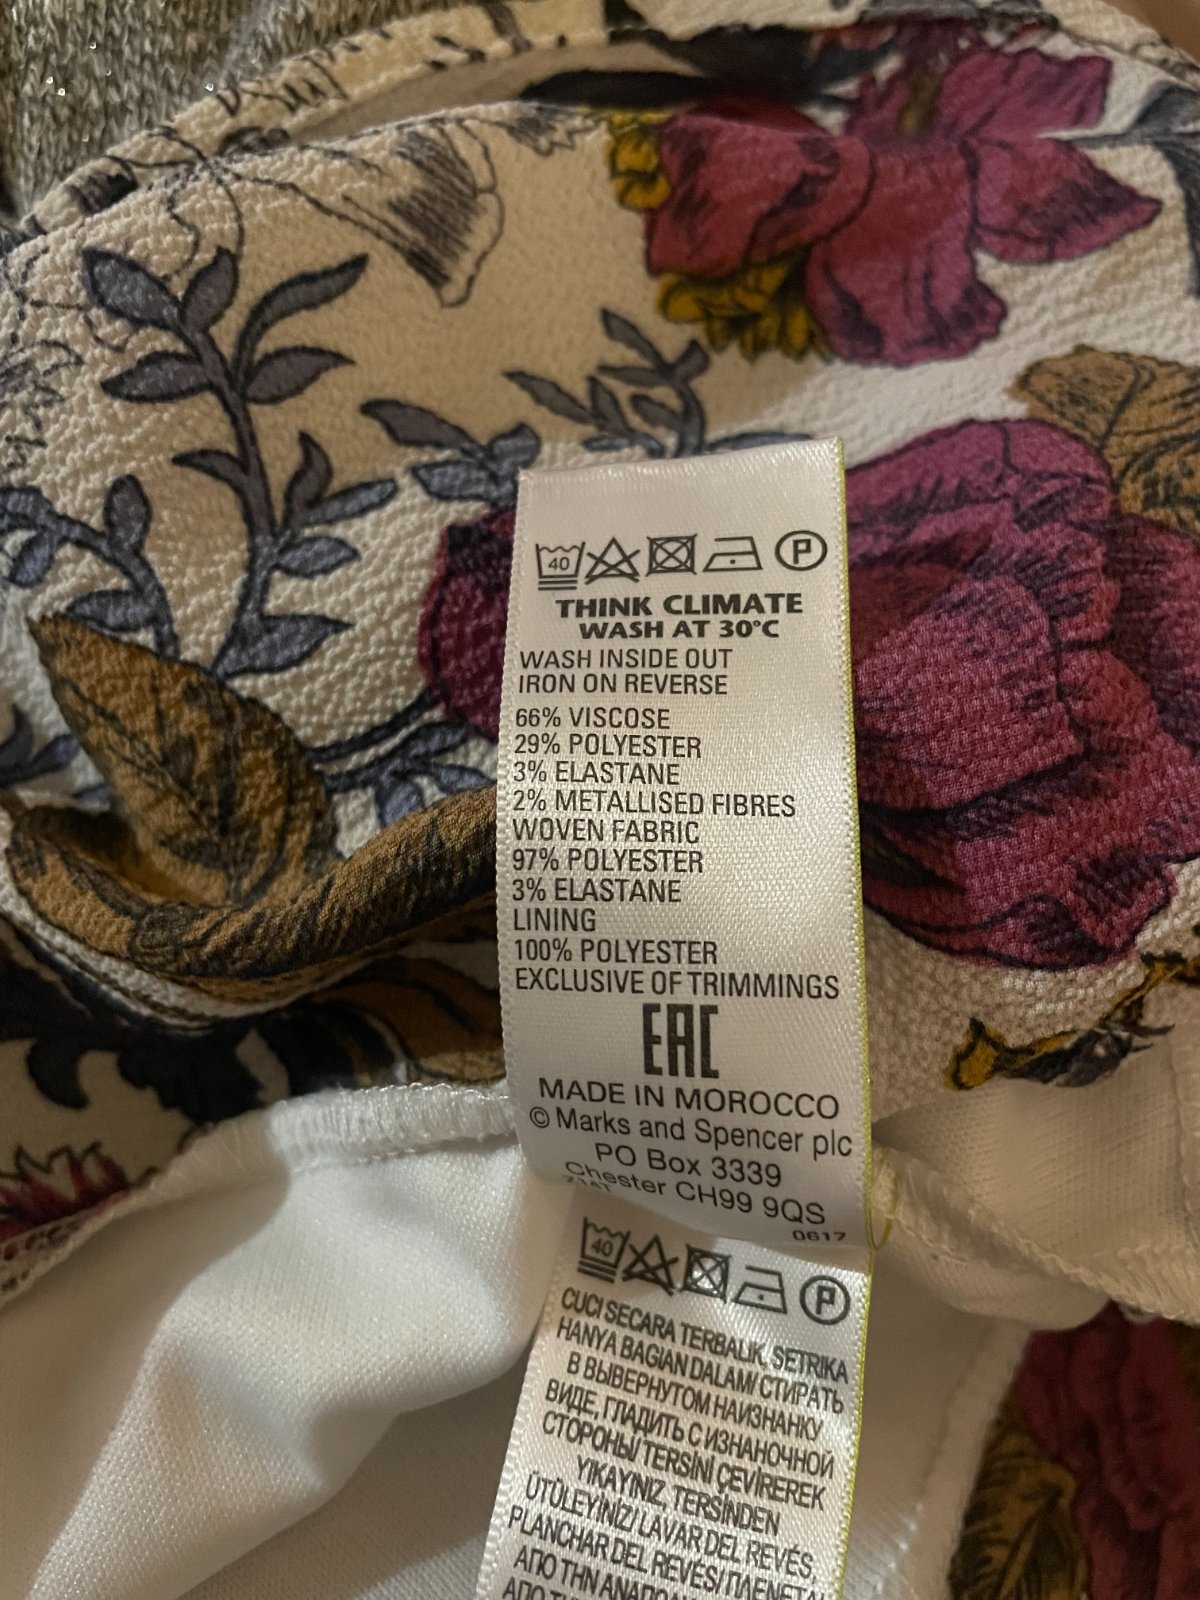 40 P
THINK CLIMATE
WASH AT 30°C
WASH INSIDE OUT
IRON ON REVERSE
66% VISCOSE
29% POLYESTER
3% ELASTANE
2% METALLISED FIBRES
WOVEN FABRIC
97% POLYESTER
3% ELASTANE
LINING
100% POLYESTER
EXCLUSIVE OF TRIMMINGS
EAC
MADE IN MOROCCO
© Marks and Spencer plc
PO Box 3339
Chester CH99 9QS
0617
40 P
CUCI SECARA TERBALIK, SETRIKA
HANYA BAGIAN DALAM/ СТИРАТЬ
В ВЫВЕРНУТОМ НАИЗНАНКУ
ВИДЕ, ГЛАДИТЬ С ИЗНАНОЧНОЙ
СТОРОНЫ/ TERSİNİ ÇEVİREREK
YIKAYINIZ, TERSİNDEN
ÜTÜLEYİNİZ/ LAVAR DEL REVÉS,
PLANCHAR DEL REVÉS/
ΑΠΟ ΤΗΝ
ΑΠΟ